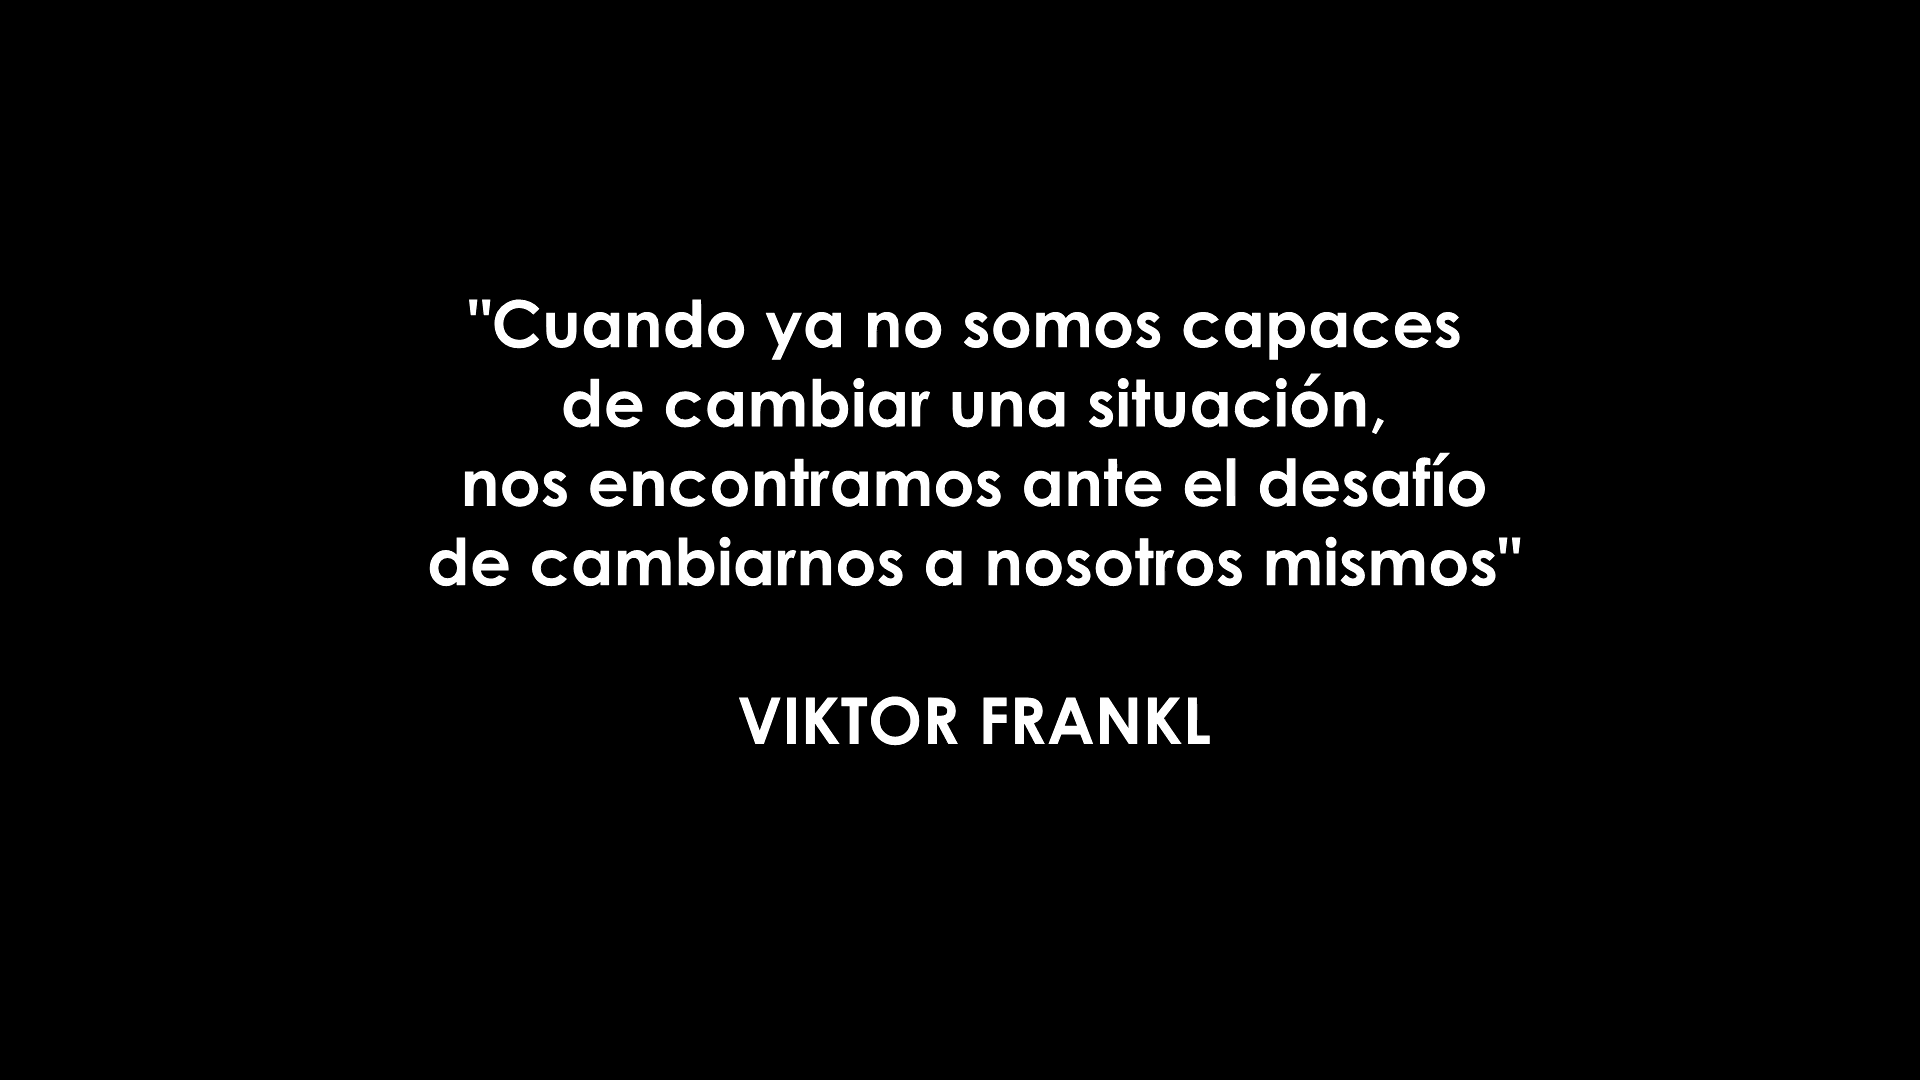 "Cuando ya no somos capaces
de cambiar una situación,
nos encontramos ante el desafío
de cambiarnos a nosotros mismos"
VIKTOR FRANKL